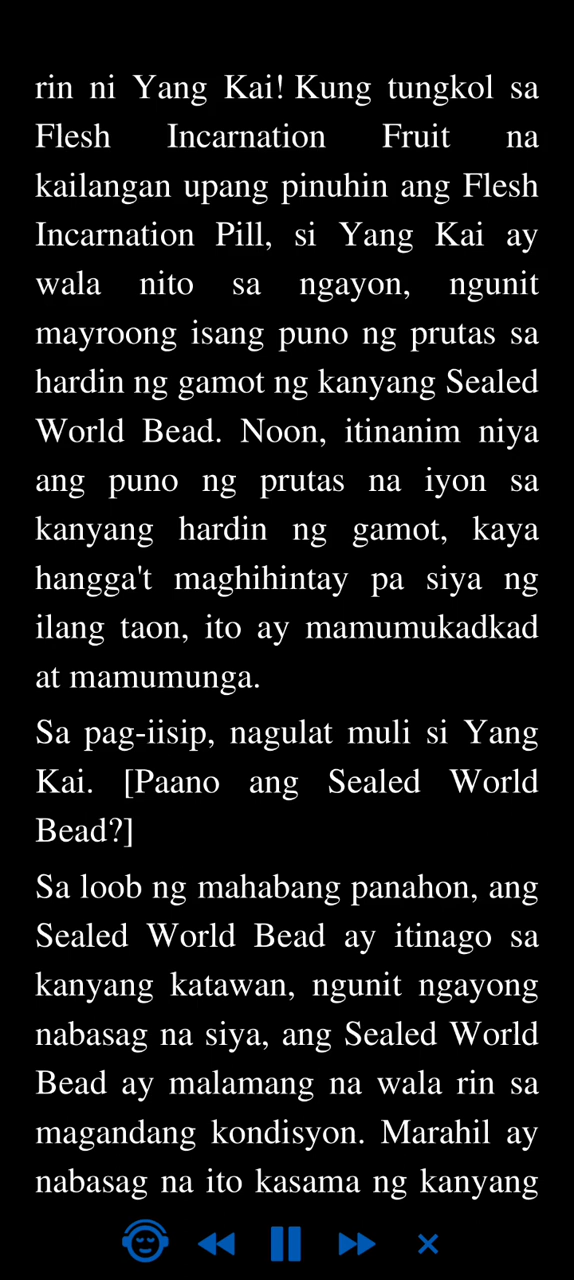 rin ni Yang Kai! Kung tungkol sa
Flesh Incarnation Fruit na
kailangan upang pinuhin ang Flesh
Incarnation Pill, si Yang Kai ay
wala nito sa ngayon, ngunit
mayroong isang puno ng prutas sa
hardin ng gamot ng kanyang Sealed
World Bead. Noon, itinanim niya
ang puno ng prutas na iyon sa
kanyang hardin ng gamot, kaya
hangga't maghihintay pa siya ng
ilang taon, ito ay mamumukadkad
at mamumunga.
Sa pag-iisip, nagulat muli si Yang
Kai. [Paano ang Sealed World
Bead?]
Sa loob ng mahabang panahon, ang
Sealed World Bead ay itinago sa
kanyang katawan, ngunit ngayong
nabasag na siya, ang Sealed World
Bead ay malamang na wala rin sa
magandang kondisyon. Marahil ay
nabasag na ito kasama ng kanyang